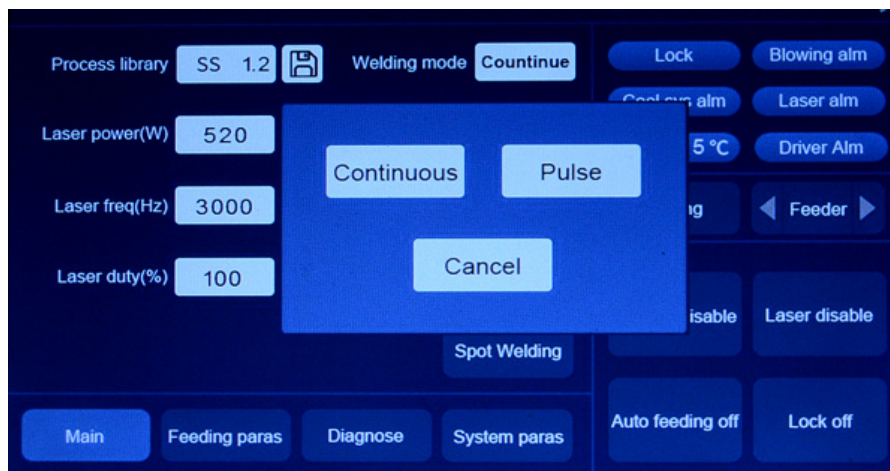 Process library SS 1.2 Welding mode Countinue
Lock Blowing alm
Laser alm
Laser power(W) 520
5 °C Driver Alm
Continuous Pulse
Laser freq(Hz) 3000
Feeder
Cancel
Laser duty(%) 100
Laser disable
Spot Welding
Main Feeding paras Diagnose System paras
Auto feeding off Lock off